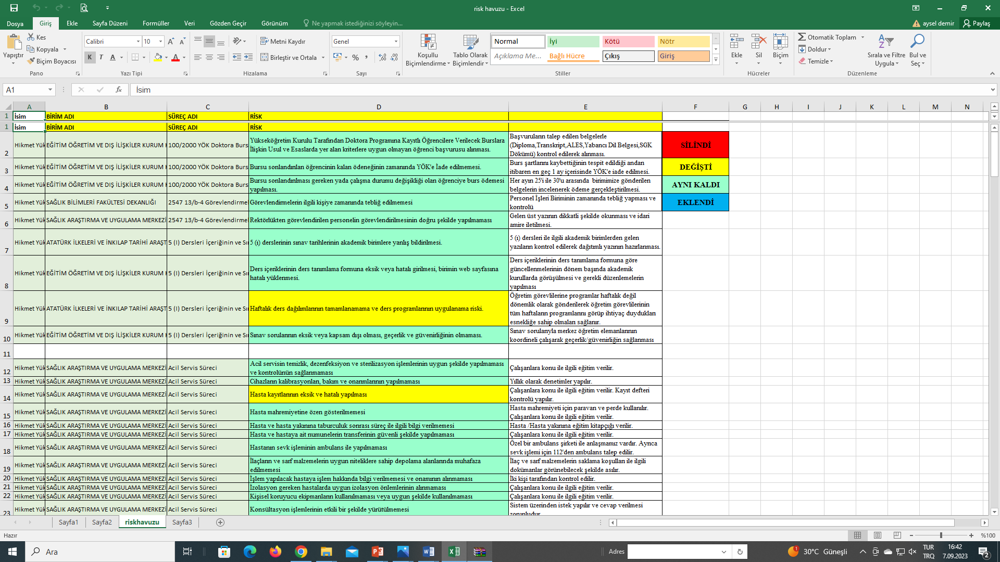 risk havuzu - Excel
Dosya Giriş Ekle Sayfa Düzeni Formüller Veri Gözden Geçir Görünüm Ne yapmak istediğinizi söyleyin... aysel demir Paylaş
Yapıştır Kes Kopyala Biçim Boyacısı
Calibri 10
K T A
Metni Kaydır
Birleştir ve Ortala
Genel
Koşullu Biçimlendirme
Tablo Olarak Biçimlendir
Normal İyi Kötü Nötr
Açıklama Me... Bağlı Hücre Çıkış Giriş
Ekle Sil Biçim
Otomatik Toplam
Doldur
Temizle
Sırala ve Filtre Uygula
Bul ve Seç
Pano Yazı Tipi Hizalama Sayı Stiller Hücreler Düzenleme
A1 fx İsim
A B C D E F G H I J K L M N
1 İsim BİRİM ADI SÜREÇ ADI RİSK
1 İsim BİRİM ADI SÜREÇ ADI RİSK
2 Hikmet Yük EĞİTİM ÖĞRETİM VE DIŞ İLİŞKİLER KURUM 100/2000 YÖK Doktora Burs
Yükseköğretim Kurulu Tarafından Doktora Programına Kayıtlı Öğrencilere Verilecek Burslara
İlişkin Usul ve Esaslarda yer alan kriterlere uygun olmayan öğrenci başvurusu alınması.
Başvuruların talep edilen belgelerle
(Diploma,Transkript,ALES,Yabancı Dil Belgesi,SGK
Dökümü) kontrol edilerek alınması.
SİLİNDİ
3 Hikmet Yük EĞİTİM ÖĞRETİM VE DIŞ İLİŞKİLER KURUM 100/2000 YÖK Doktora Burs
Bursu sonlandırılan öğrencinin kalan ödeneğinin zamanında YÖK'e İade edilmemesi.
Burs şartlarını kaybettiğinin tespit edildiği andan
itibaren en geç 1 ay içerisinde YÖK'e iade edilmesi.
DEĞİŞTİ
4 Hikmet Yük EĞİTİM ÖĞRETİM VE DIŞ İLİŞKİLER KURUM 100/2000 YÖK Doktora Burs
Bursu sonlandırılması gereken yada çalışma durumu değişikliği olan öğrenciye burs ödemesi
yapılması.
Her ayın 25'i ile 30'u arasında birimimize gönderilen
belgelerin incelenerek ödeme gerçekleştirilmesi.
AYNI KALDI
5 Hikmet Yük SAĞLIK BİLİMLERİ FAKÜLTESİ DEKANLIĞI 2547 13/b-4 Görevlendirme
Görevlendirmelerin ilgili kişiye zamanında tebliğ edilmemesi
Personel İşleri Biriminin zamanında tebliğ yapması ve
kontrolü
EKLENDİ
6 Hikmet Yük SAĞLIK ARAŞTIRMA VE UYGULAMA MERKEZİ 2547 13/b-4 Görevlendirme
Rektörlükten görevlendirilen personelin görevlendirilmesinin doğru şekilde yapılmaması
Gelen üst yazının dikkatli şekilde okunması ve idari
amire iletilmesi.
7 Hikmet Yük ATATÜRK İLKELERİ VE İNKILAP TARİHİ ARAŞT 5 (I) Dersleri İçeriğinin ve Sı
5 (ı) derslerinin sınav tarihlerinin akademik birimlere yanlış bildirilmesi.
5 (ı) dersleri ile ilgili akademik birimlerden gelen
yazıların kontrol edilerek dağıtımlı yazının hazırlanması.
8 Hikmet Yük EĞİTİM ÖĞRETİM VE DIŞ İLİŞKİLER KURUM 5 (I) Dersleri İçeriğinin ve Sı
Ders içeriklerinin ders tanımlama formuna eksik veya hatalı girilmesi, birimin web sayfasına
hatalı yüklenmesi.
Ders içeriklerinin ders tanımlama formuna göre
güncellenmelerinin dönem başında akademik
kurullarda görüşülmesi ve gerekli düzenlemelerin
yapılması
9 Hikmet Yük ATATÜRK İLKELERİ VE İNKILAP TARİHİ ARAŞT 5 (I) Dersleri İçeriğinin ve Sı
Haftalık ders dağılımlarının tamamlanamama ve ders programlarının uygulanama riski.
Öğretim görevlilerine programlar haftalık değil
dönemlik olarak gönderilerek öğretim görevlilerinin
tüm haftaların programlarını görüp ihtiyaç duydukları
esnekliğe sahip olmaları sağlanır.
10 Hikmet Yük EĞİTİM ÖĞRETİM VE DIŞ İLİŞKİLER KURUM 5 (I) Dersleri İçeriğinin ve Sı
Sınav sorularının eksik veya kapsam dışı olması, geçerlik ve güvenirliğinin olmaması.
Sınav sorularıyla merkez öğretim elemanlarının
koordineli çalışarak geçerlik/güvenirliğin sağlanması
11
12 Hikmet Yük SAĞLIK ARAŞTIRMA VE UYGULAMA MERKEZİ Acil Servis Süreci
Acil servisin temizlik, dezenfeksiyon ve sterilizasyon işlemlerinin uygun şekilde yapılmaması
ve kontrolünün sağlanmaması
Çalışanlara konu ile ilgili eğitim verilir.
13 Hikmet Yük SAĞLIK ARAŞTIRMA VE UYGULAMA MERKEZİ Acil Servis Süreci Cihazların kalibrasyonları, bakım ve onarımlarının yapılmaması Yıllık olarak denetimler yapılır.
14 Hikmet Yük SAĞLIK ARAŞTIRMA VE UYGULAMA MERKEZİ Acil Servis Süreci Hasta kayıtlarının eksik ve hatalı yapılması
Çalışanlara konu ile ilgili eğitim verilir. Kayıt defteri
kontrolü yapılır.
15 Hikmet Yük SAĞLIK ARAŞTIRMA VE UYGULAMA MERKEZİ Acil Servis Süreci Hasta mahremiyetine özen gösterilmemesi
Hasta mahremiyeti için paravan ve perde kullanılır.
Çalışanlara konu ile ilgili eğitim verilir.
16 Hikmet Yük SAĞLIK ARAŞTIRMA VE UYGULAMA MERKEZİ Acil Servis Süreci Hasta ve hasta yakınına taburculuk sonrası süreç ile ilgili bilgi verilmemesi Hasta /Hasta yakınına eğitim kitapçığı verilir.
17 Hikmet Yük SAĞLIK ARAŞTIRMA VE UYGULAMA MERKEZİ Acil Servis Süreci Hasta ve hastaya ait numunelerin transferinin güvenli şekilde yapılmaması Çalışanlara konu ile ilgili eğitim verilir.
18 Hikmet Yük SAĞLIK ARAŞTIRMA VE UYGULAMA MERKEZİ Acil Servis Süreci Hastanın sevk işleminin ambulans ile yapılmaması
Özel bir ambulans şirketi ile anlaşmamız vardır. Ayrıca
sevk işlemi için 112'den ambulans talep edilir.
19 Hikmet Yük SAĞLIK ARAŞTIRMA VE UYGULAMA MERKEZİ Acil Servis Süreci
İlaçların ve sarf malzemelerin uygun niteliklere sahip depolama alanlarında muhafaza
edilmemesi
İlaç ve sarf malzemelerin saklama koşulları ile ilgili
dokümanlar görünebilecek şekilde asılır.
20 Hikmet Yük SAĞLIK ARAŞTIRMA VE UYGULAMA MERKEZİ Acil Servis Süreci İşlem yapılacak hastaya işlem hakkında bilgi verilmemesi ve onamının alınmaması İki kişi tarafından kontrol edilir.
21 Hikmet Yük SAĞLIK ARAŞTIRMA VE UYGULAMA MERKEZİ Acil Servis Süreci İzolasyon gereken hastalarda uygun izolasyon önlemlerinin alınmaması Çalışanlara konu ile ilgili eğitim verilir.
22 Hikmet Yük SAĞLIK ARAŞTIRMA VE UYGULAMA MERKEZİ Acil Servis Süreci Kişisel koruyucu ekipmanların kullanılmaması veya uygun şekilde kullanılmaması Çalışanlara konu ile ilgili eğitim verilir.
23 Hikmet Yük SAĞLIK ARAŞTIRMA VE UYGULAMA MERKEZİ Acil Servis Süreci Konsültasyon işlemlerinin etkili bir şekilde yürütülmemesi
Sistem üzerinden istek yapılır ve cevap verilmesi
zorunludur.
Sayfa1 Sayfa2 riskhavuzu Sayfa3
Hazır %100
Ara Adres 1 30°C Güneşli TUR 16:42
TRQ 7.09.2023 2